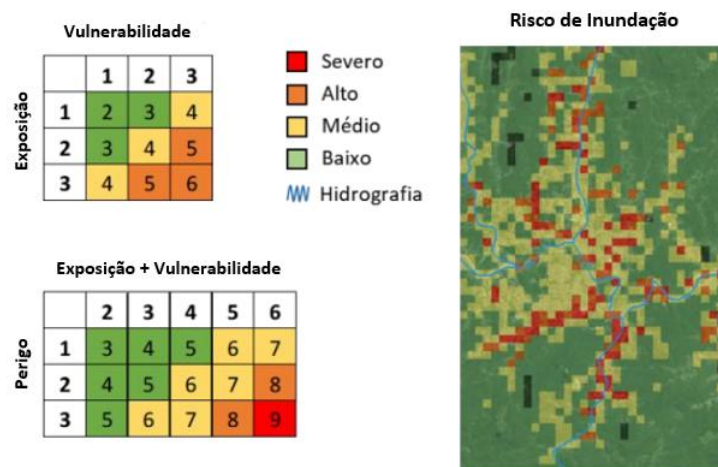 Vulnerabilidade
1 2 3
Exposição
1 2 3 4
2 3 4 5
3 4 5 6
Severo
Alto
Médio
Baixo
Hidrografia
Exposição + Vulnerabilidade
2 3 4 5 6
Perigo
1 3 4 5 6 7
2 4 5 6 7 8
3 5 6 7 8 9
Risco de Inundação